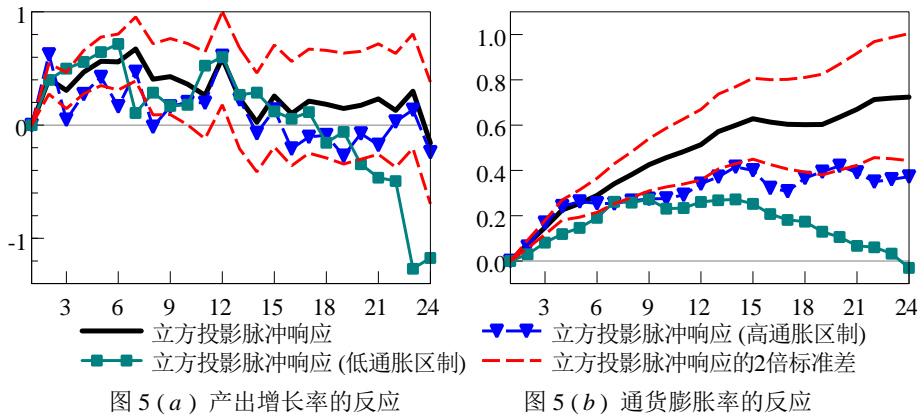 1
0
-1
3 6 9 12 15 18 21 24
1.0
0.8
0.6
0.4
0.2
0.0
3 6 9 12 15 18 21 24
立方投影脉冲响应
立方投影脉冲响应 (高通胀区制)
立方投影脉冲响应 (低通胀区制)
立方投影脉冲响应的2倍标准差
图 5 (a) 产出增长率的反应
图 5 (b) 通货膨胀率的反应